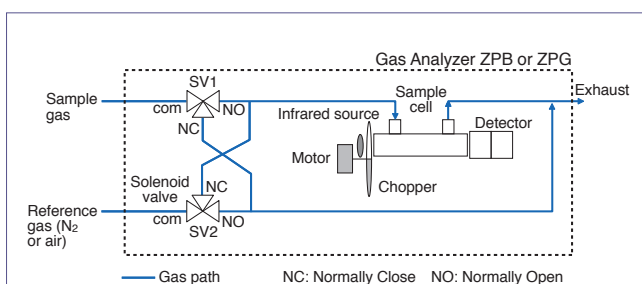 Gas Analyzer ZPB or ZPG
SV1
Sample
gas
com
NO
NC
Infrared source
Sample
cell
Exhaust
Detector
Motor
Chopper
Solenoid
valve
NC
Reference
gas (N2
or air)
com
NO
SV2
Gas path
NC: Normally Close
NO: Normally Open